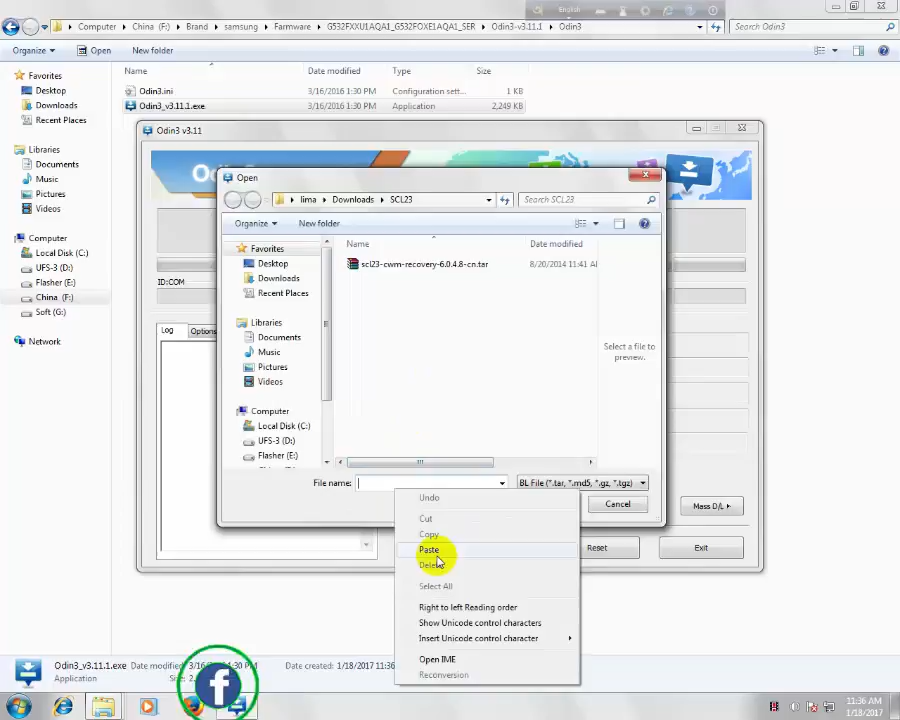 English
Computer ▸ China (F:) ▸ Brand ▸ samsung ▸ Farmware ▸ G532FXXU1AQA1_G532FOXE1AQA1_SER ▸ Odin3-v3.11.1 ▸ Odin3
Search Odin3
Organize
Open
New folder
Favorites
Desktop
Downloads
Recent Places
Libraries
Documents
Music
Pictures
Videos
Computer
Local Disk (C:)
UFS-3 (D:)
Flasher (E:)
China (F:)
Soft (G:)
Network
Name Date modified Type Size
Odin3.ini 3/16/2016 1:30 PM Configuration sett... 1 KB
Odin3_v3.11.1.exe 3/16/2016 1:30 PM Application 2,249 KB
Odin3 v3.11
ID:COM
Log
Options
Mass D/L ▸
Reset
Exit
Open
lima ▸ Downloads ▸ SCL23
Search SCL23
Organize
New folder
Favorites
Desktop
Downloads
Recent Places
Libraries
Documents
Music
Pictures
Videos
Computer
Local Disk (C:)
UFS-3 (D:)
Flasher (E:)
Name Date modified
scl23-cwm-recovery-6.0.4.8-cn.tar 8/20/2014 11:41 A
Select a file to
preview.
File name:
BL File (*.tar, *.md5, *.gz, *.tgz)
Cancel
Undo
Cut
Copy
Paste
Delete
Select All
Right to left Reading order
Show Unicode control characters
Insert Unicode control character
Open IME
Reconversion
Odin3_v3.11.1.exe Date modified: 3/16/ :30 PM Date created: 1/18/2017 11:36
Application
11:36 AM
1/18/2017